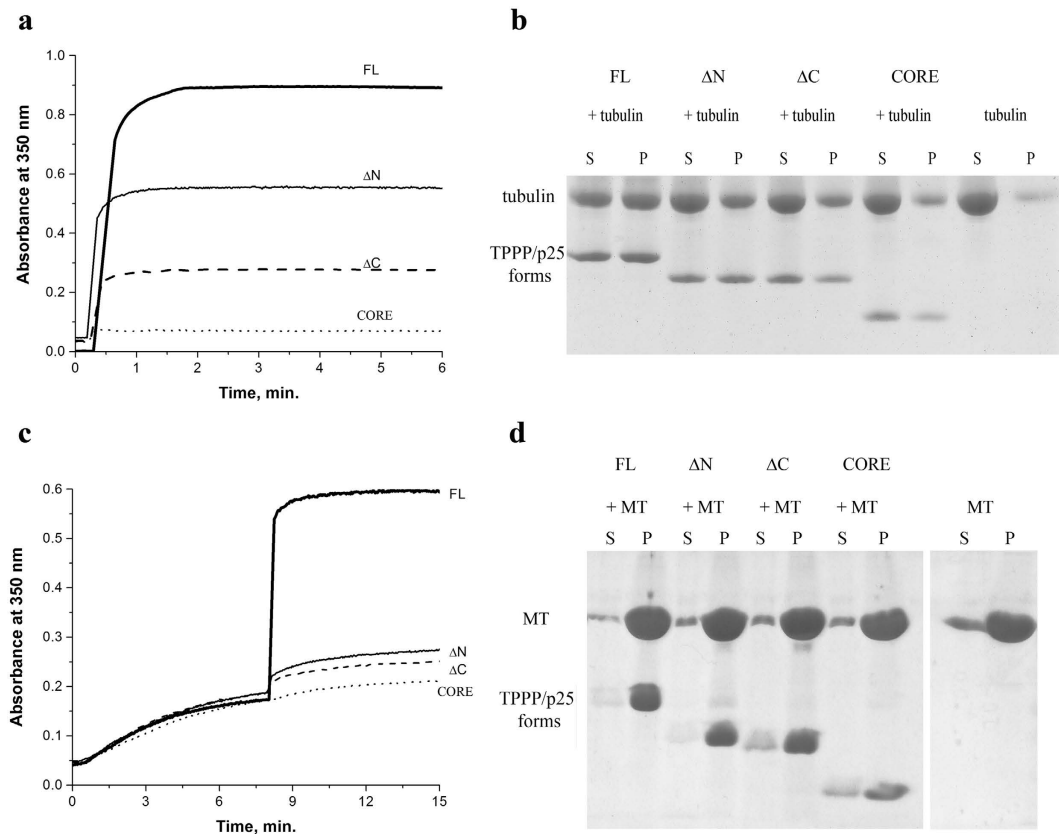 a
1.0
0.8
0.6
0.4
0.2
0.0
0 1 2 3 4 5 6
Absorbance at 350 nm
Time, min.
FL
ΔN
ΔC
CORE
b
FL ΔN ΔC CORE
+ tubulin + tubulin + tubulin + tubulin tubulin
S P S P S P S P S P
tubulin
TPPP/p25
forms
c
0.6
0.5
0.4
0.3
0.2
0.1
0.0
0 3 6 9 12 15
Absorbance at 350 nm
Time, min.
FL
ΔN
ΔC
CORE
d
FL ΔN ΔC CORE
+ MT + MT + MT + MT MT
S P S P S P S P S P
MT
TPPP/p25
forms